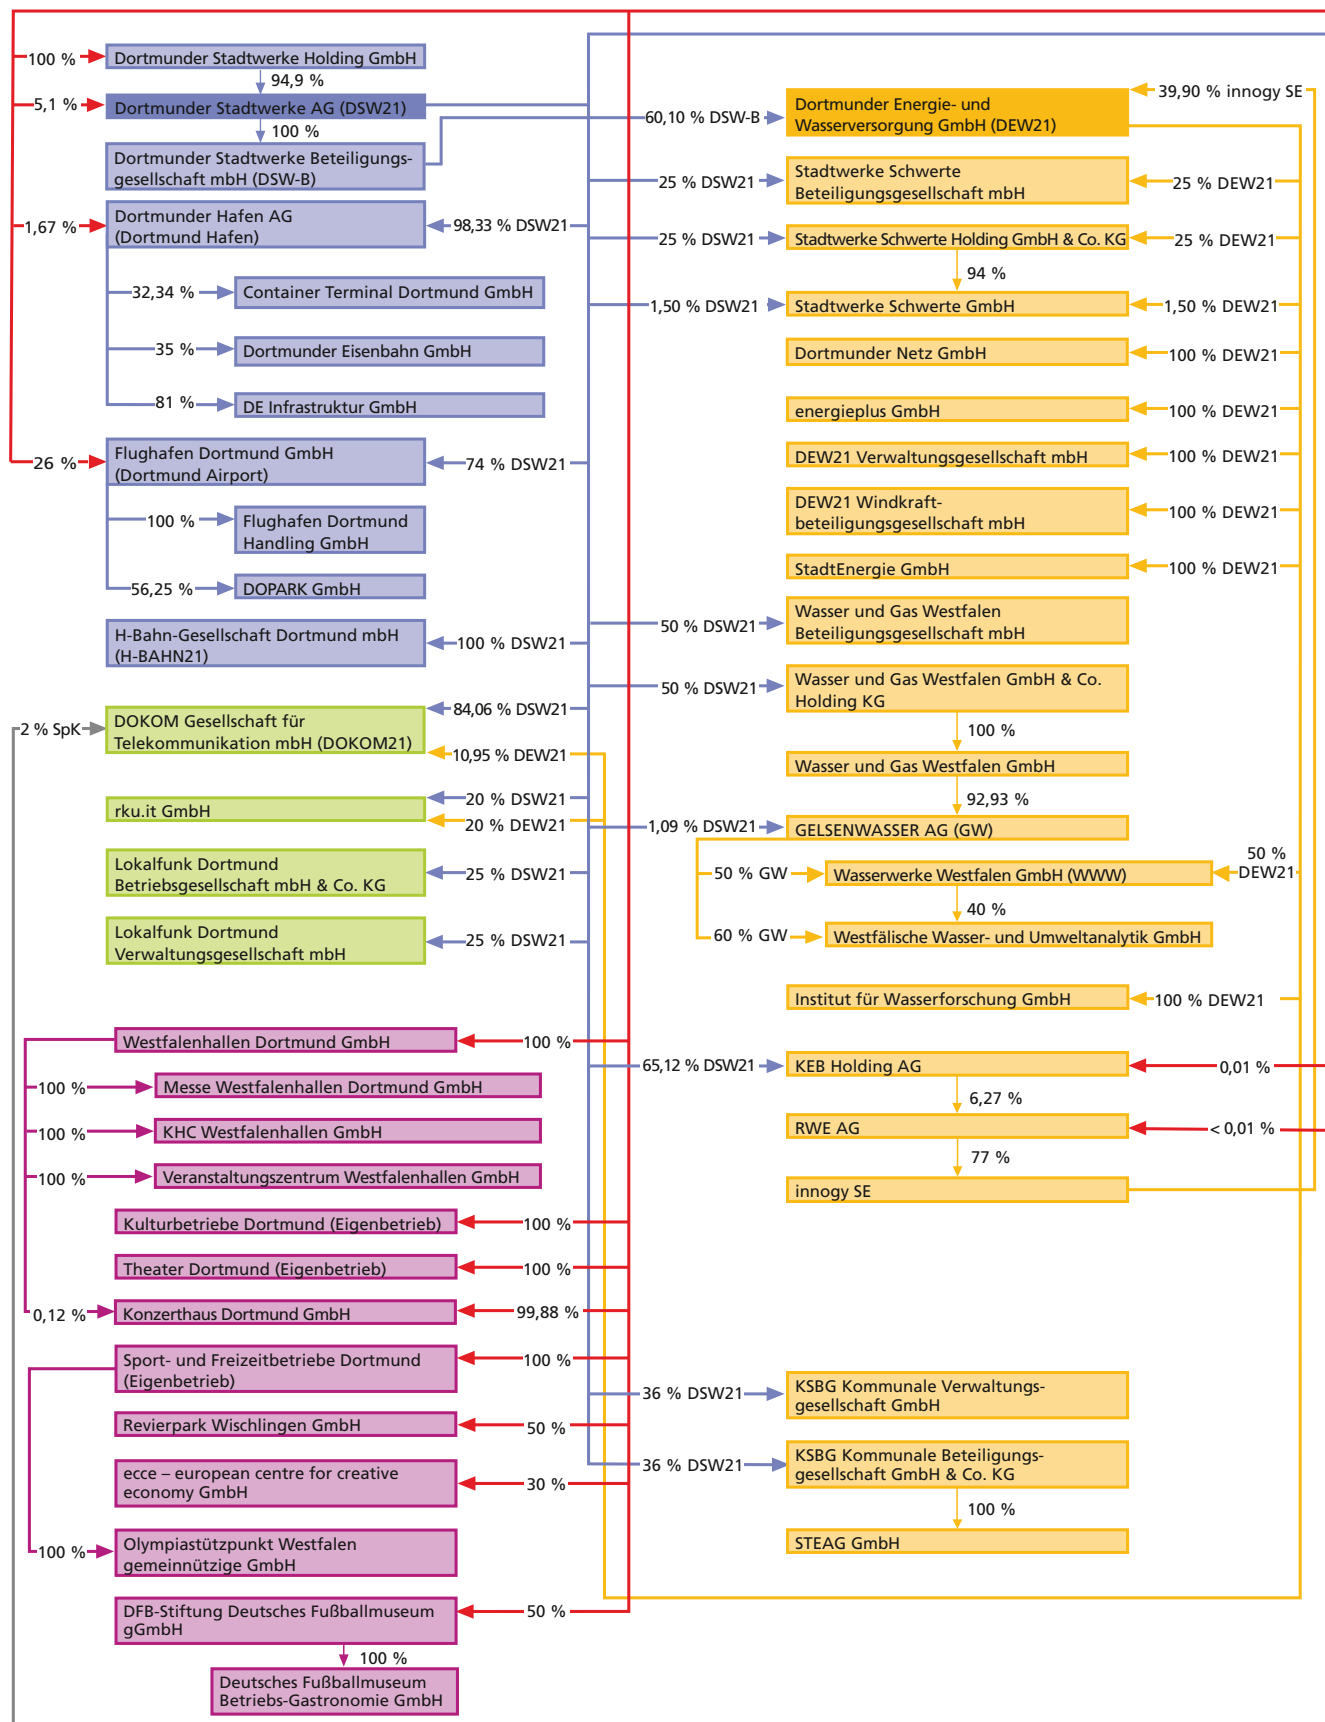 100 %
Dortmunder Stadtwerke Holding GmbH
94,9 %
5,1 %
Dortmunder Stadtwerke AG (DSW21)
100 %
Dortmunder Stadtwerke Beteiligungs-
gesellschaft mbH (DSW-B)
1,67 %
Dortmunder Hafen AG
(Dortmund Hafen)
98,33 % DSW21
32,34 %
Container Terminal Dortmund GmbH
35 %
Dortmunder Eisenbahn GmbH
81 %
DE Infrastruktur GmbH
26 %
Flughafen Dortmund GmbH
(Dortmund Airport)
74 % DSW21
100 %
Flughafen Dortmund
Handling GmbH
56,25 %
DOPARK GmbH
H-Bahn-Gesellschaft Dortmund mbH
(H-BAHN21)
100 % DSW21
2 % SpK
DOKOM Gesellschaft für
Telekommunikation mbH (DOKOM21)
84,06 % DSW21
10,95 % DEW21
rku.it GmbH
20 % DSW21
20 % DEW21
Lokalfunk Dortmund
Betriebsgesellschaft mbH & Co. KG
25 % DSW21
Lokalfunk Dortmund
Verwaltungsgesellschaft mbH
25 % DSW21
Westfalenhallen Dortmund GmbH
100 %
100 %
Messe Westfalenhallen Dortmund GmbH
100 %
KHC Westfalenhallen GmbH
100 %
Veranstaltungszentrum Westfalenhallen GmbH
Kulturbetriebe Dortmund (Eigenbetrieb)
100 %
Theater Dortmund (Eigenbetrieb)
100 %
0,12 %
Konzerthaus Dortmund GmbH
99,88 %
Sport- und Freizeitbetriebe Dortmund
(Eigenbetrieb)
100 %
Revierpark Wischlingen GmbH
50 %
ecce – european centre for creative
economy GmbH
30 %
100 %
Olympiastützpunkt Westfalen
gemeinnützige GmbH
DFB-Stiftung Deutsches Fußballmuseum
gGmbH
50 %
100 %
Deutsches Fußballmuseum
Betriebs-Gastronomie GmbH
60,10 % DSW-B
Dortmunder Energie- und
Wasserversorgung GmbH (DEW21)
39,90 % innogy SE
25 % DSW21
Stadtwerke Schwerte
Beteiligungsgesellschaft mbH
25 % DEW21
25 % DSW21
Stadtwerke Schwerte Holding GmbH & Co. KG
25 % DEW21
94 %
1,50 % DSW21
Stadtwerke Schwerte GmbH
1,50 % DEW21
Dortmunder Netz GmbH
100 % DEW21
energieplus GmbH
100 % DEW21
DEW21 Verwaltungsgesellschaft mbH
100 % DEW21
DEW21 Windkraft-
beteiligungsgesellschaft mbH
100 % DEW21
StadtEnergie GmbH
100 % DEW21
50 % DSW21
Wasser und Gas Westfalen
Beteiligungsgesellschaft mbH
50 % DSW21
Wasser und Gas Westfalen GmbH & Co.
Holding KG
100 %
Wasser und Gas Westfalen GmbH
92,93 %
1,09 % DSW21
GELSENWASSER AG (GW)
50 % GW
Wasserwerke Westfalen GmbH (WWW)
50 %
DEW21
40 %
60 % GW
Westfälische Wasser- und Umweltanalytik GmbH
Institut für Wasserforschung GmbH
100 % DEW21
65,12 % DSW21
KEB Holding AG
0,01 %
6,27 %
RWE AG
< 0,01 %
77 %
innogy SE
36 % DSW21
KSBG Kommunale Verwaltungs-
gesellschaft GmbH
36 % DSW21
KSBG Kommunale Beteiligungs-
gesellschaft GmbH & Co. KG
100 %
STEAG GmbH